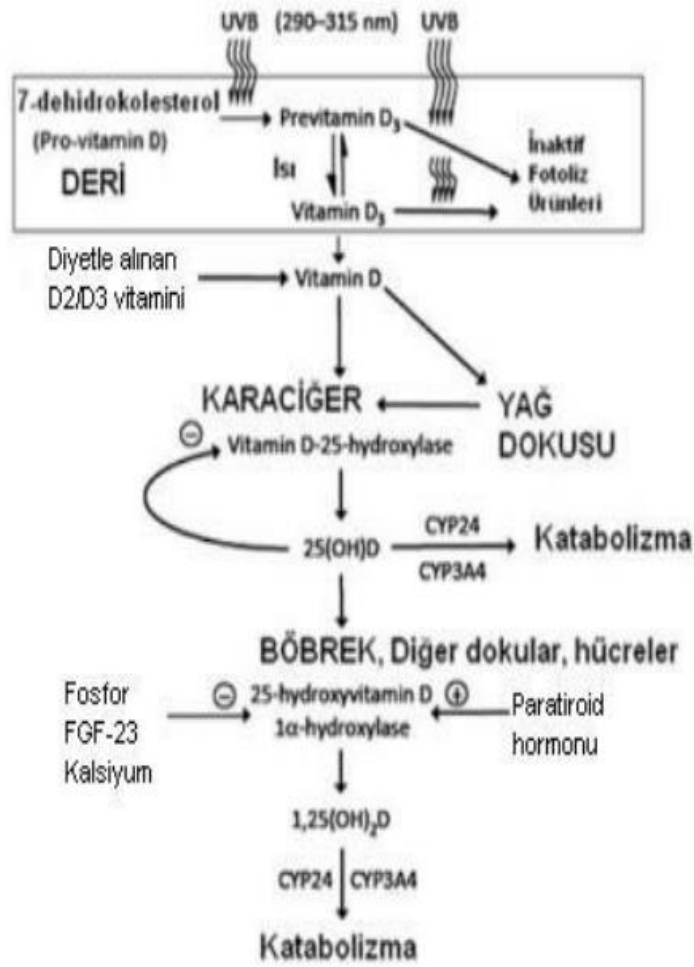 UVB (290–315 nm) UVB
7-dehidrokolesterol
(Pro-vitamin D)
DERİ
Previtamin D₃
Isı
Vitamin D₃
İnaktif
Fotoliz
Ürünleri
Diyetle alınan
D2/D3 vitamini
Vitamin D
KARACİĞER
YAĞ
DOKUSU
⊖ Vitamin D-25-hydroxylase
25(OH)D
CYP24
CYP3A4
Katabolizma
BÖBREK, Diğer dokular, hücreler
Fosfor
FGF-23
Kalsiyum
⊖ 25-hydroxyvitamin D ⊕
1α-hydroxylase
Paratiroid
hormonu
1,25(OH)₂D
CYP24 CYP3A4
Katabolizma